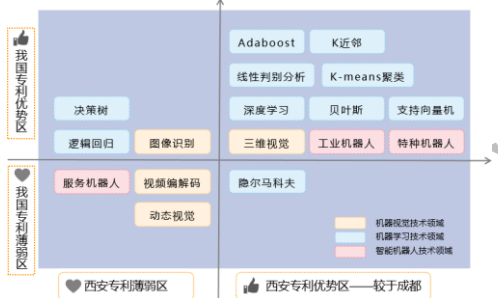 我国专利优势区
Adaboost K近邻
线性判别分析 K-means聚类
决策树 深度学习 贝叶斯 支持向量机
逻辑回归 图像识别 三维视觉 工业机器人 特种机器人
我国专利薄弱区
服务机器人 视频编解码 隐尔马科夫
动态视觉
机器视觉技术领域
机器学习技术领域
智能机器人技术领域
西安专利薄弱区 西安专利优势区——较于成都